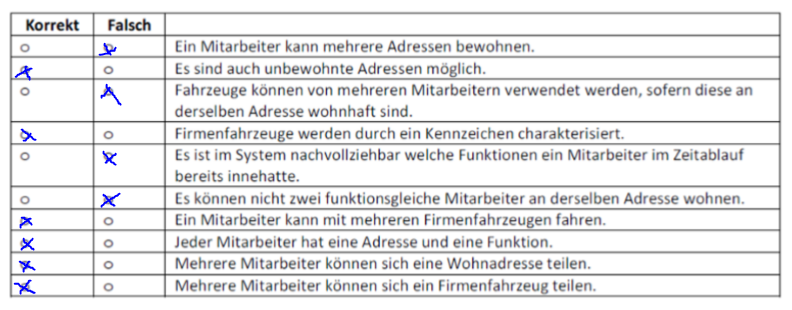 Korrekt Falsch
Ein Mitarbeiter kann mehrere Adressen bewohnen.
Es sind auch unbewohnte Adressen möglich.
Fahrzeuge können von mehreren Mitarbeitern verwendet werden, sofern diese an
derselben Adresse wohnhaft sind.
Firmenfahrzeuge werden durch ein Kennzeichen charakterisiert.
Es ist im System nachvollziehbar welche Funktionen ein Mitarbeiter im Zeitablauf
bereits innehatte.
Es können nicht zwei funktionsgleiche Mitarbeiter an derselben Adresse wohnen.
Ein Mitarbeiter kann mit mehreren Firmenfahrzeugen fahren.
Jeder Mitarbeiter hat eine Adresse und eine Funktion.
Mehrere Mitarbeiter können sich eine Wohnadresse teilen.
Mehrere Mitarbeiter können sich ein Firmenfahrzeug teilen.